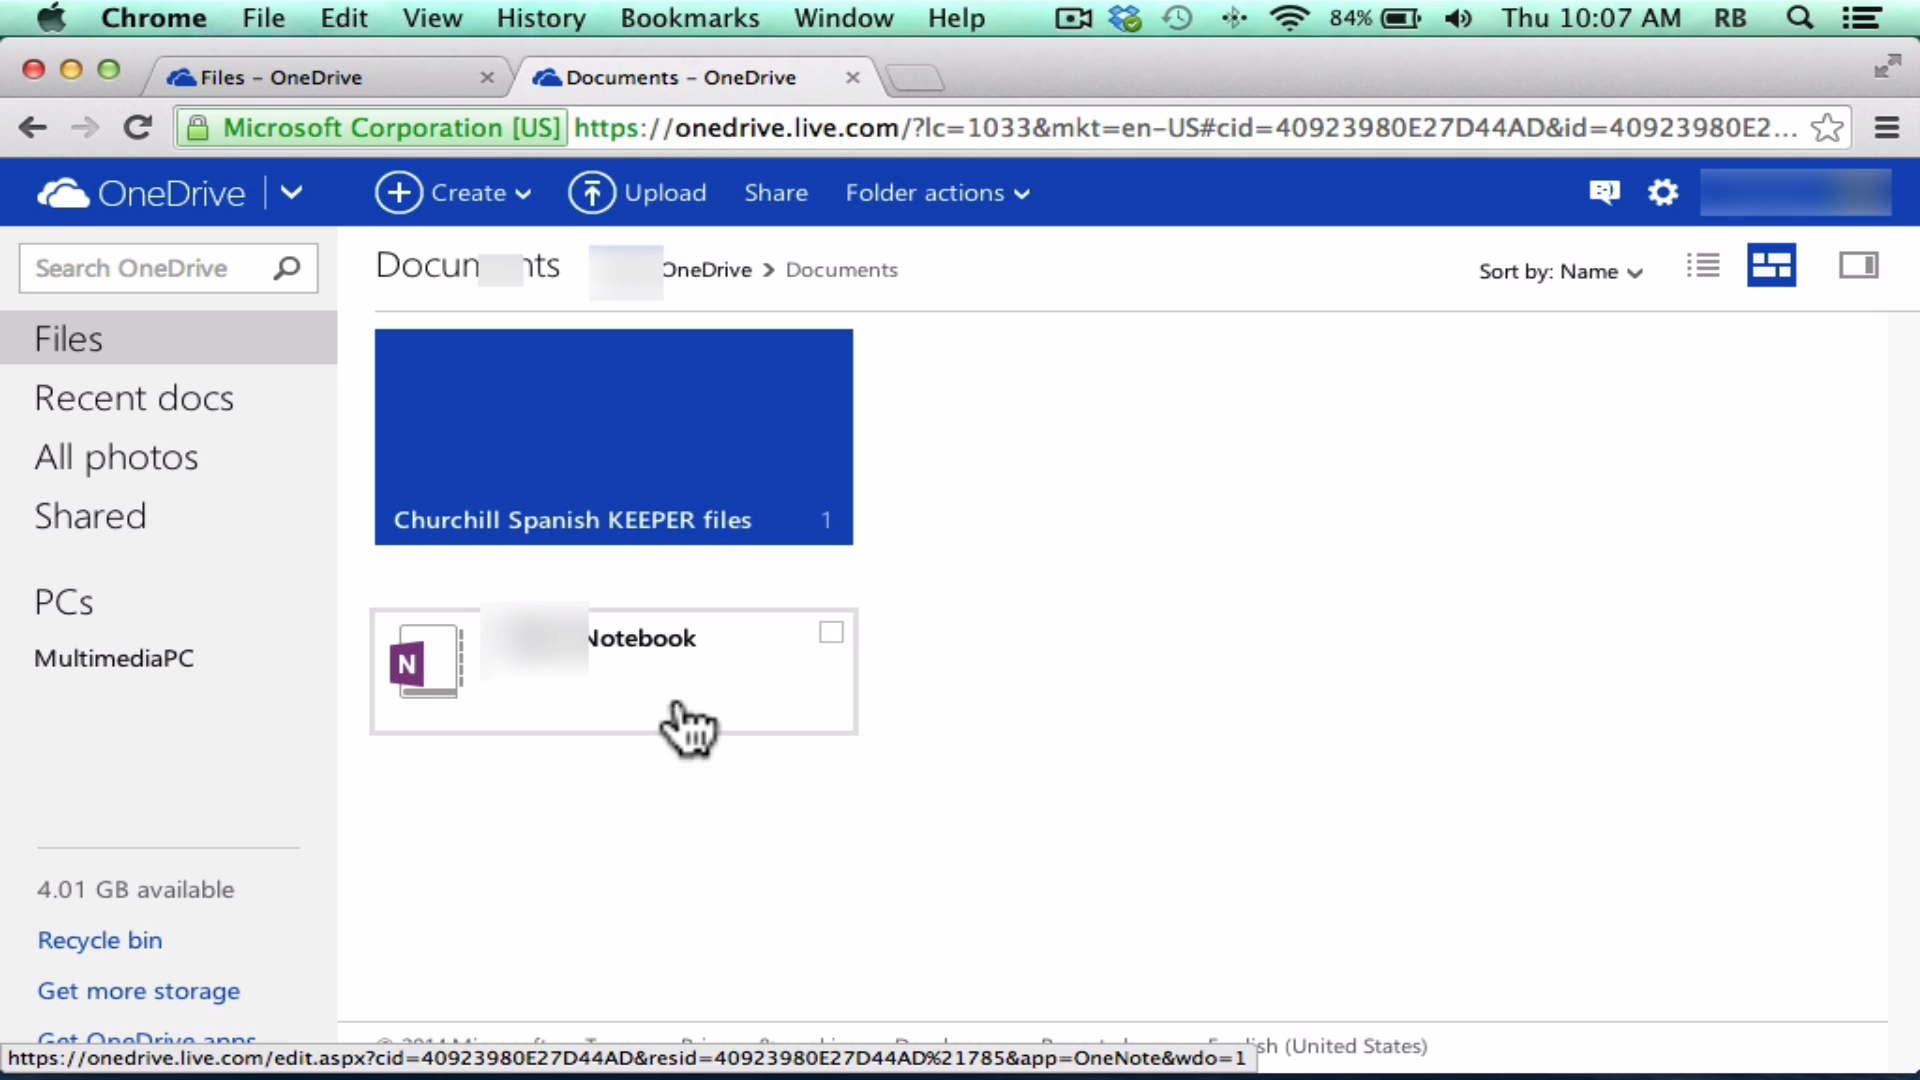 Chrome File Edit View History Bookmarks Window Help 84% Thu 10:07 AM RB
Files - OneDrive Documents - OneDrive
Microsoft Corporation [US] https://onedrive.live.com/?lc=1033&mkt=en-US#cid=40923980E27D44AD&id=40923980E2...
OneDrive Create Upload Share Folder actions
Search OneDrive
OneDrive > Documents
Sort by: Name
Files
Recent docs
All photos
Shared
PCs
MultimediaPC
Churchill Spanish KEEPER files 1
N
Notebook
4.01 GB available
Recycle bin
Get more storage
Get OneDrive apps
(United States)
https://onedrive.live.com/edit.aspx?cid=40923980E27D44AD&resid=40923980E27D44AD%21785&app=OneNote&wdo=1